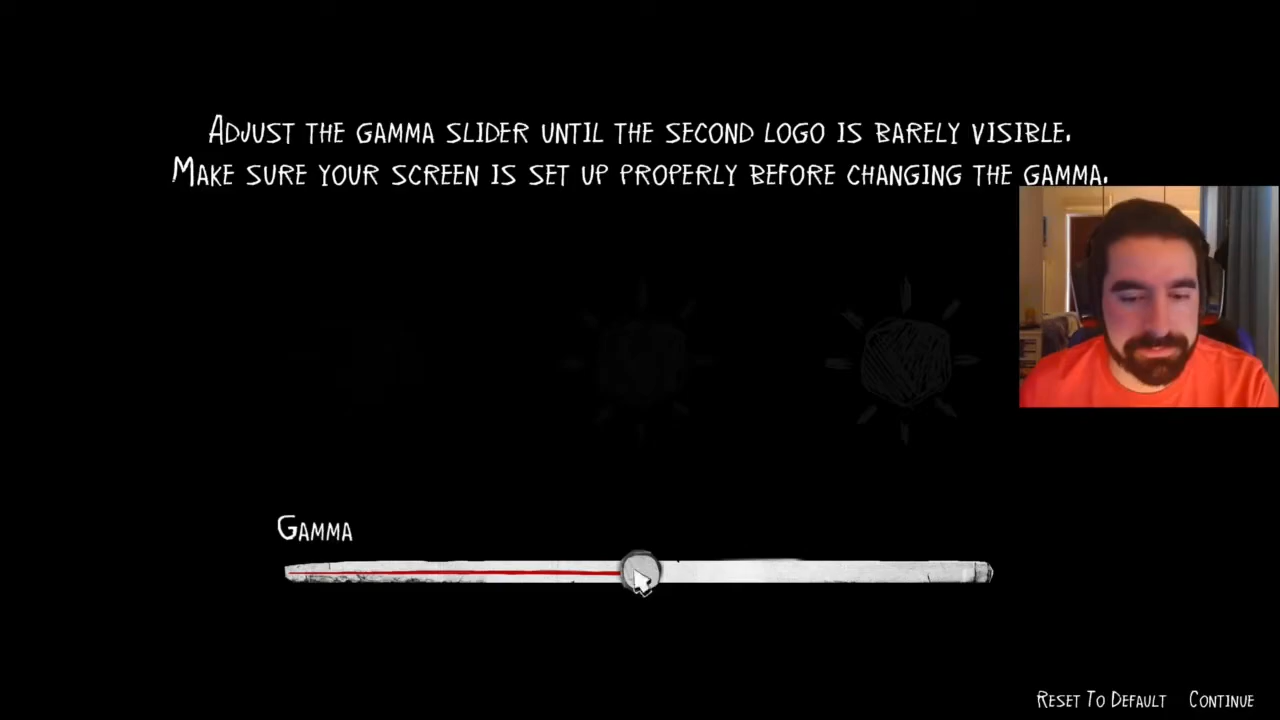 ADJUST THE GAMMA SLIDER UNTIL THE SECOND LOGO IS BARELY VISIBLE.
MAKE SURE YOUR SCREEN IS SET UP PROPERLY BEFORE CHANGING THE GAMMA.
GAMMA
RESET TO DEFAULT CONTINUE